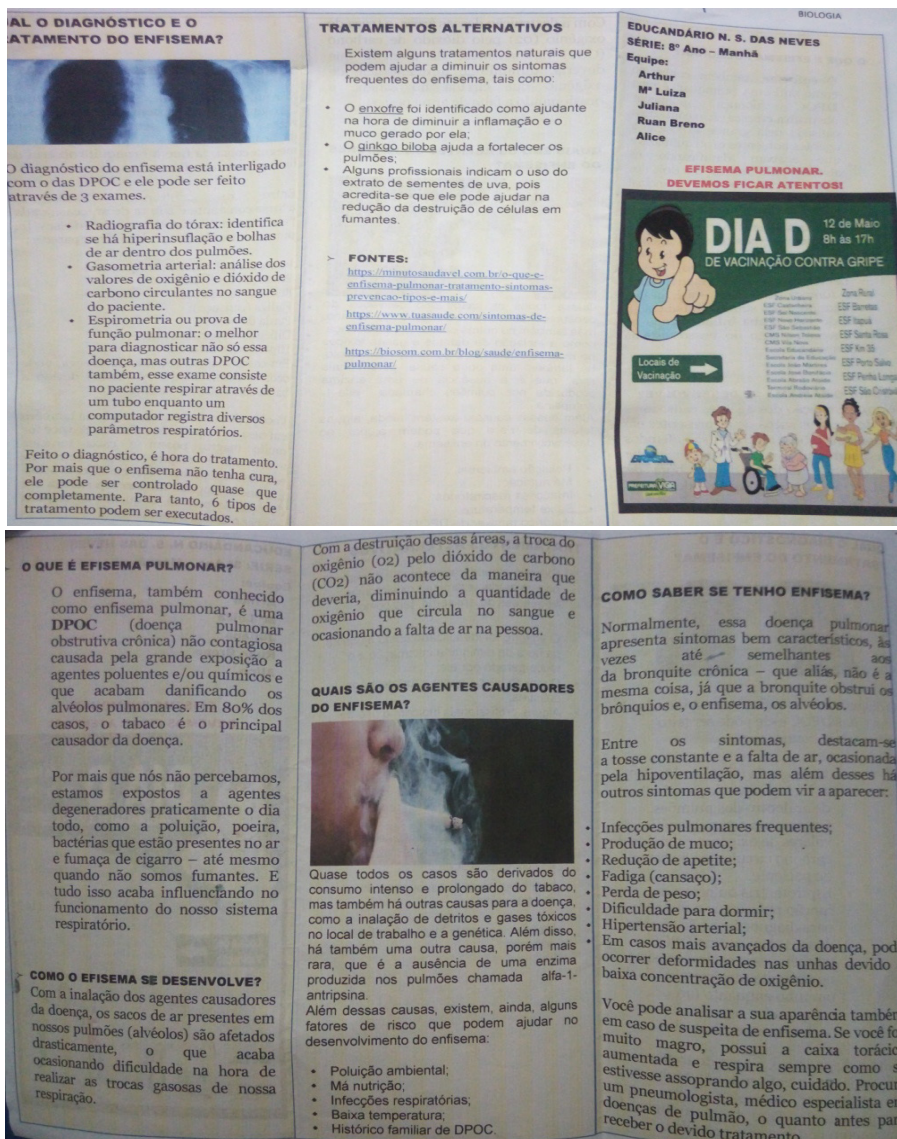 BIOLOGIA
AL O DIAGNÓSTICO E O
ATAMENTO DO ENFISEMA?
O diagnóstico do enfisema está interligado
com o das DPOC e ele pode ser feito
através de 3 exames.
• Radiografia do tórax: identifica
se há hiperinsuflação e bolhas
de ar dentro dos pulmões.
• Gasometria arterial: análise dos
valores de oxigênio e dióxido de
carbono circulantes no sangue
do paciente.
• Espirometria ou prova de
função pulmonar: o melhor
para diagnosticar não só essa
doença, mas outras DPOC
também, esse exame consiste
no paciente respirar através de
um tubo enquanto um
computador registra diversos
parâmetros respiratórios.
Feito o diagnóstico, é hora do tratamento.
Por mais que o enfisema não tenha cura,
ele pode ser controlado quase que
completamente. Para tanto, 6 tipos de
tratamento podem ser executados.
TRATAMENTOS ALTERNATIVOS
Existem alguns tratamentos naturais que
podem ajudar a diminuir os sintomas
frequentes do enfisema, tais como:
• O enxofre foi identificado como ajudante
na hora de diminuir a inflamação e o
muco gerado por ela;
• O ginkgo biloba ajuda a fortalecer os
pulmões;
• Alguns profissionais indicam o uso do
extrato de sementes de uva, pois
acredita-se que ele pode ajudar na
redução da destruição de células em
fumantes.
➢ FONTES:
https://minutosaudavel.com.br/o-que-e-
enfisema-pulmonar-tratamento-sintomas-
prevencao-tipos-e-mais/
https://www.tuasaude.com/sintomas-de-
enfisema-pulmonar/
https://biosom.com.br/blog/saude/enfisema-
pulmonar/
EDUCANDÁRIO N. S. DAS NEVES
SÉRIE: 8º Ano – Manhã
Equipe:
Arthur
Mª Luiza
Juliana
Ruan Breno
Alice
EFISEMA PULMONAR.
DEVEMOS FICAR ATENTOS!
DIA D
12 de Maio
8h às 17h
DE VACINAÇÃO CONTRA GRIPE
Locais de
Vacinação
Zona Urbana
Zona Rural
ESF Barretas
ESF Itapuá
ESF Santa Rosa
ESF Km 38
ESF Porto Salvo
ESF Penha Longa
PREFEITURA VIGIA
O QUE É EFISEMA PULMONAR?
O enfisema, também conhecido
como enfisema pulmonar, é uma
DPOC (doença pulmonar
obstrutiva crônica) não contagiosa
causada pela grande exposição a
agentes poluentes e/ou químicos e
que acabam danificando os
alvéolos pulmonares. Em 80% dos
casos, o tabaco é o principal
causador da doença.
Por mais que nós não percebamos,
estamos expostos a agentes
degeneradores praticamente o dia
todo, como a poluição, poeira,
bactérias que estão presentes no ar
e fumaça de cigarro – até mesmo
quando não somos fumantes. E
tudo isso acaba influenciando no
funcionamento do nosso sistema
respiratório.
➢ COMO O EFISEMA SE DESENVOLVE?
Com a inalação dos agentes causadores
da doença, os sacos de ar presentes em
nossos pulmões (alvéolos) são afetados
drasticamente, o que acaba
ocasionando dificuldade na hora de
realizar as trocas gasosas de nossa
respiração.
Com a destruição dessas áreas, a troca do
oxigênio (o2) pelo dióxido de carbono
(CO2) não acontece da maneira que
deveria, diminuindo a quantidade de
oxigênio que circula no sangue e
ocasionando a falta de ar na pessoa.
QUAIS SÃO OS AGENTES CAUSADORES
DO ENFISEMA?
Quase todos os casos são derivados do
consumo intenso e prolongado do tabaco,
mas também há outras causas para a doença,
como a inalação de detritos e gases tóxicos
no local de trabalho e a genética. Além disso,
há também uma outra causa, porém mais
rara, que é a ausência de uma enzima
produzida nos pulmões chamada alfa-1-
antripsina.
Além dessas causas, existem, ainda, alguns
fatores de risco que podem ajudar no
desenvolvimento do enfisema:
• Poluição ambiental;
• Má nutrição;
• Infecções respiratórias;
• Baixa temperatura;
• Histórico familiar de DPOC.
COMO SABER SE TENHO ENFISEMA?
Normalmente, essa doença pulmonar
apresenta sintomas bem característicos, às
vezes até semelhantes aos
da bronquite crônica – que aliás, não é a
mesma coisa, já que a bronquite obstrui os
brônquios e, o enfisema, os alvéolos.
Entre os sintomas, destacam-se
a tosse constante e a falta de ar, ocasionada
pela hipoventilação, mas além desses há
outros sintomas que podem vir a aparecer:
• Infecções pulmonares frequentes;
• Produção de muco;
• Redução de apetite;
• Fadiga (cansaço);
• Perda de peso;
• Dificuldade para dormir;
• Hipertensão arterial;
• Em casos mais avançados da doença, pod
ocorrer deformidades nas unhas devido
baixa concentração de oxigênio.
Você pode analisar a sua aparência também
em caso de suspeita de enfisema. Se você fo
muito magro, possui a caixa torácic
aumentada e respira sempre como s
estivesse assoprando algo, cuidado. Procur
um pneumologista, médico especialista e
doenças de pulmão, o quanto antes par
receber o devido tratamento